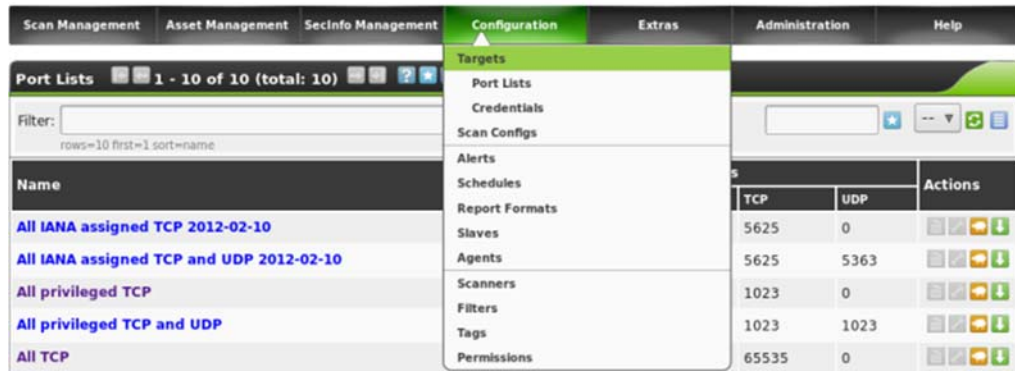 Scan Management Asset Management SecInfo Management Configuration Extras Administration Help
Targets
Port Lists
Credentials
Scan Configs
Alerts
Schedules
Report Formats
Slaves
Agents
Scanners
Filters
Tags
Permissions
Port Lists 1 - 10 of 10 (total: 10) ?
Filter:
--
rows=10 first=1 sort=name
Name s TCP UDP Actions
All IANA assigned TCP 2012-02-10 5625 0
All IANA assigned TCP and UDP 2012-02-10 5625 5363
All privileged TCP 1023 0
All privileged TCP and UDP 1023 1023
All TCP 65535 0